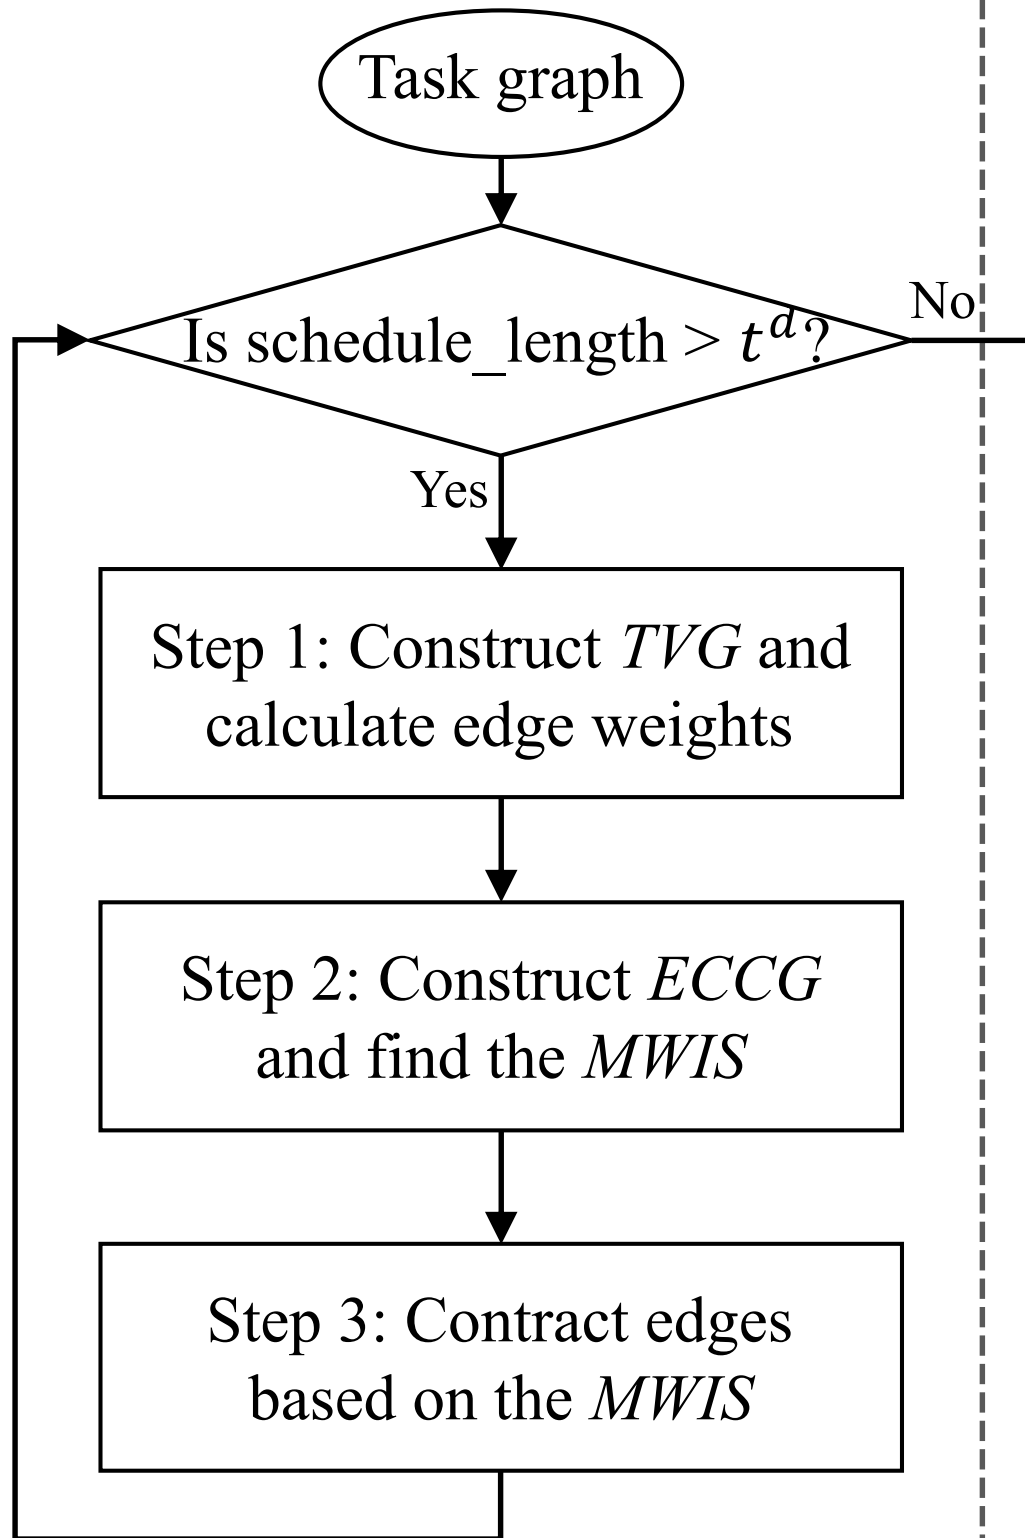 Task graph
Is schedule_length > t^d?
No
Yes
Step 1: Construct TVG and
calculate edge weights
Step 2: Construct ECCG
and find the MWIS
Step 3: Contract edges
based on the MWIS